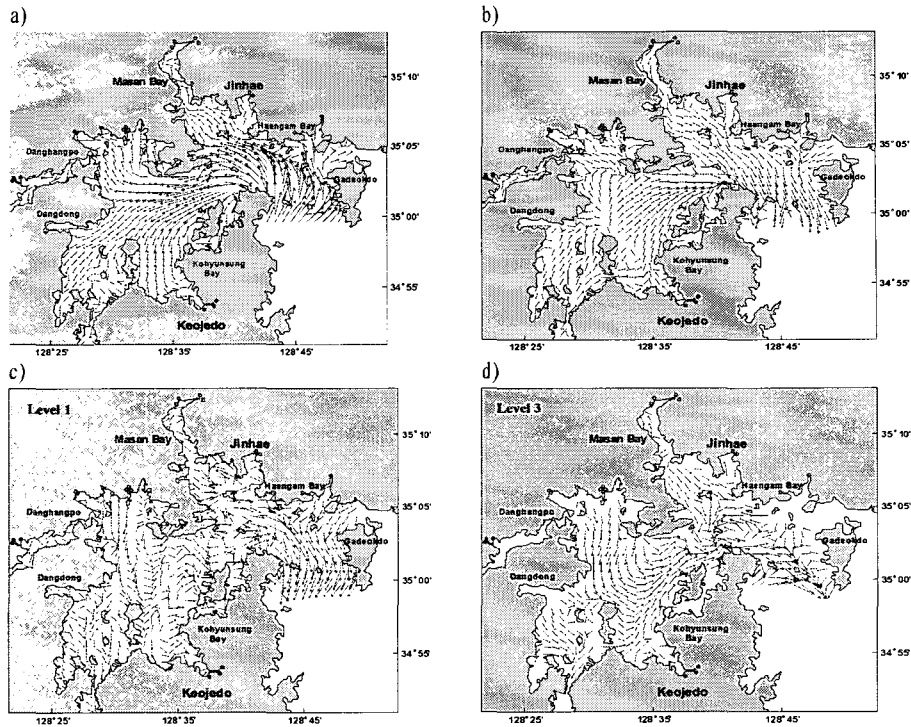 a)
Masan Bay
Jinhae
Haengam Bay
Danghangpo
Gadeokdo
Dangdong
Kohyunsung
Bay
Keojedo
35°10'
35°05'
35°00'
34°55'
128°25'
128°35'
128°45'
b)
Masan Bay
Jinhae
Haengam Bay
Danghangpo
Gadeokdo
Dangdong
Kohyunsung
Bay
Keojedo
35°10'
35°05'
35°00'
34°55'
128°25'
128°35'
128°45'
c)
Level 1
Masan Bay
Jinhae
Haengam Bay
Danghangpo
Gadeokdo
Dangdong
Kohyunsung
Bay
Keojedo
35°10'
35°05'
35°00'
34°55'
128°25'
128°35'
128°45'
d)
Level 3
Masan Bay
Jinhae
Haengam Bay
Danghangpo
Gadeokdo
Dangdong
Kohyunsung
Bay
Keojedo
35°10'
35°05'
35°00'
34°55'
128°25'
128°35'
128°45'